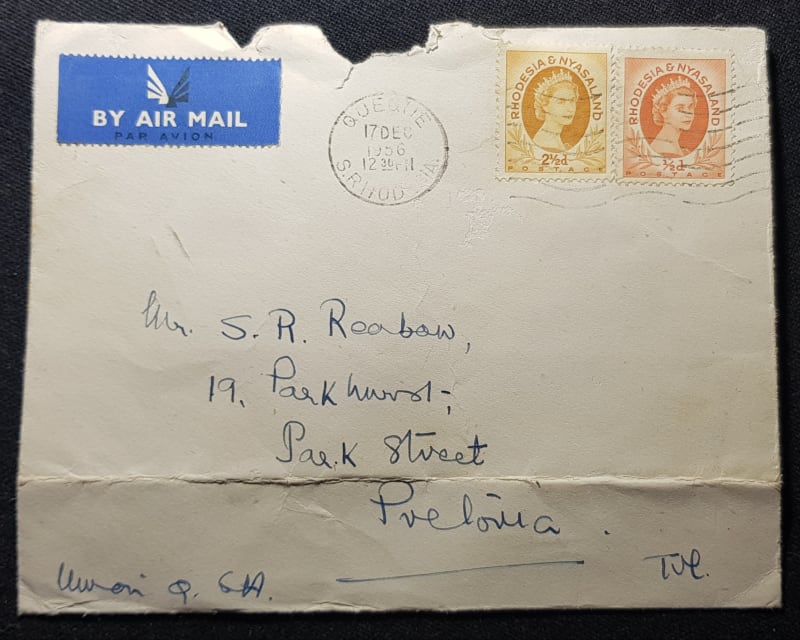 BY AIR MAIL
PAR AVION
QUE QUE
17 DEC
1956
12 30 PM
S. RHODESIA.
RHODESIA & NYASALAND
2½d
POSTAGE
RHODESIA & NYASALAND
½d
POSTAGE
Mr. S. R. Reabow,
19, Parkhurst,
Park Street
Pretoria.
Tvl.
Union of S.A.